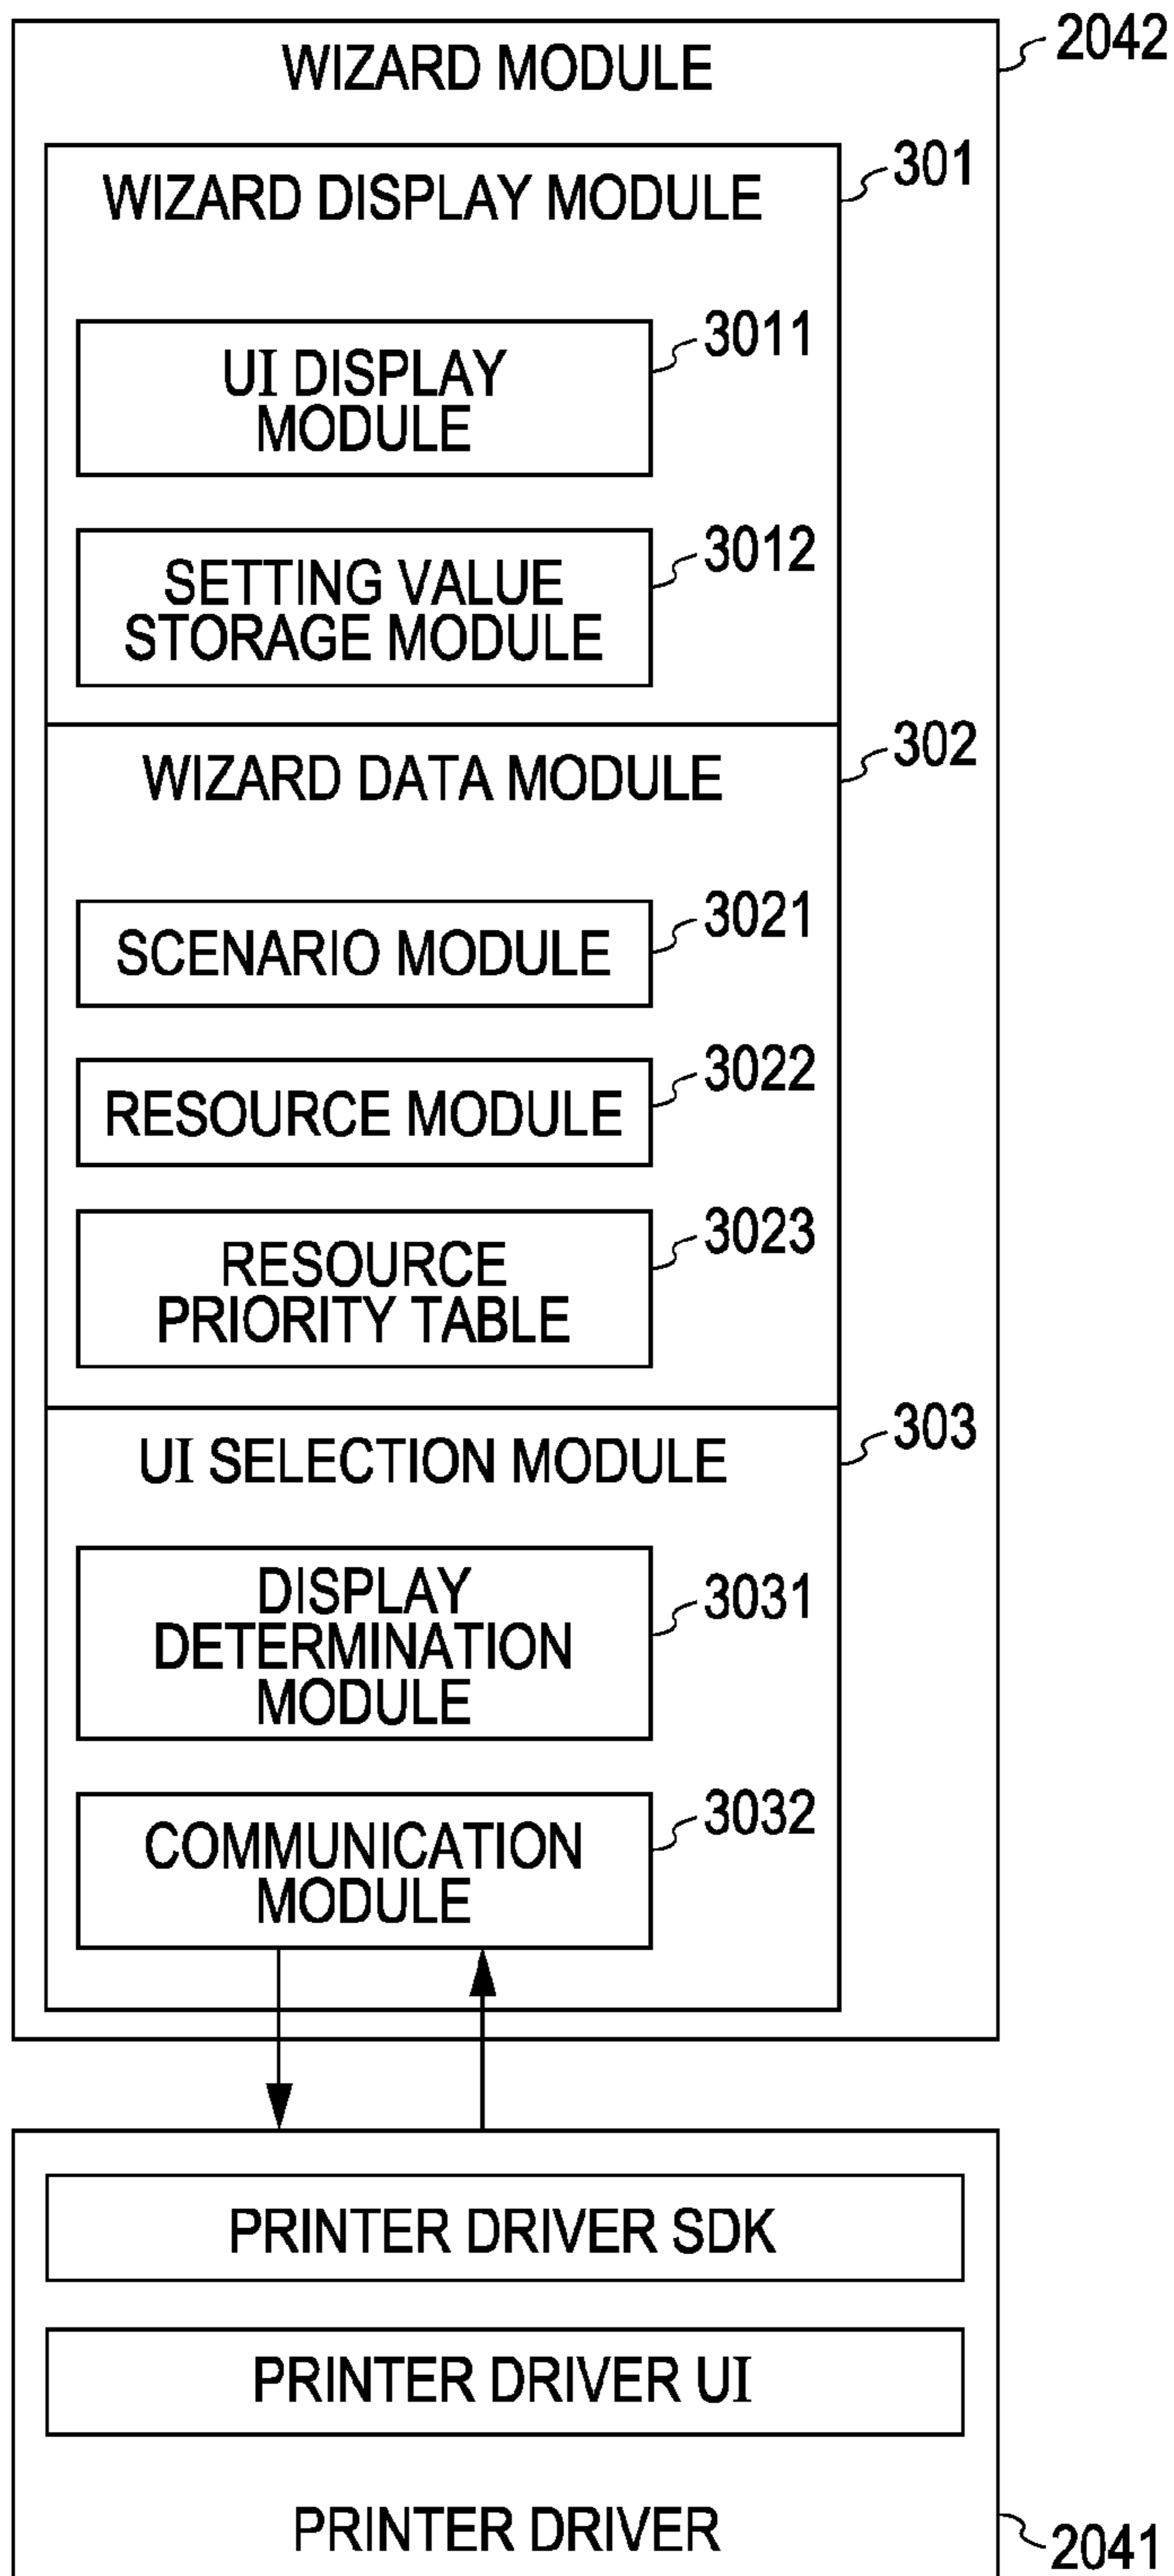 WIZARD MODULE
2042
WIZARD DISPLAY MODULE
301
UI DISPLAY
MODULE
3011
SETTING VALUE
STORAGE MODULE
3012
WIZARD DATA MODULE
302
SCENARIO MODULE
3021
RESOURCE MODULE
3022
RESOURCE
PRIORITY TABLE
3023
UI SELECTION MODULE
303
DISPLAY
DETERMINATION
MODULE
3031
COMMUNICATION
MODULE
3032
PRINTER DRIVER SDK
PRINTER DRIVER UI
PRINTER DRIVER
2041